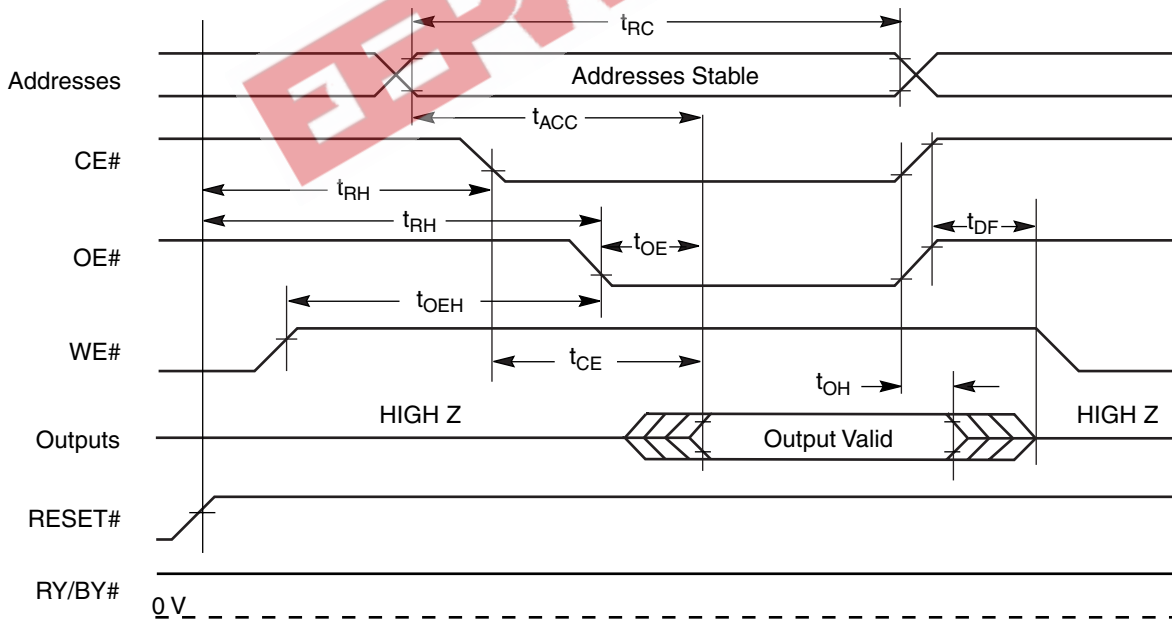 tRC
Addresses
Addresses Stable
tACC
CE#
tRH
tRH
tDF
OE#
tOE
tOEH
WE#
tCE
tOH
HIGH Z
HIGH Z
Outputs
Output Valid
RESET#
RY/BY#
0 V